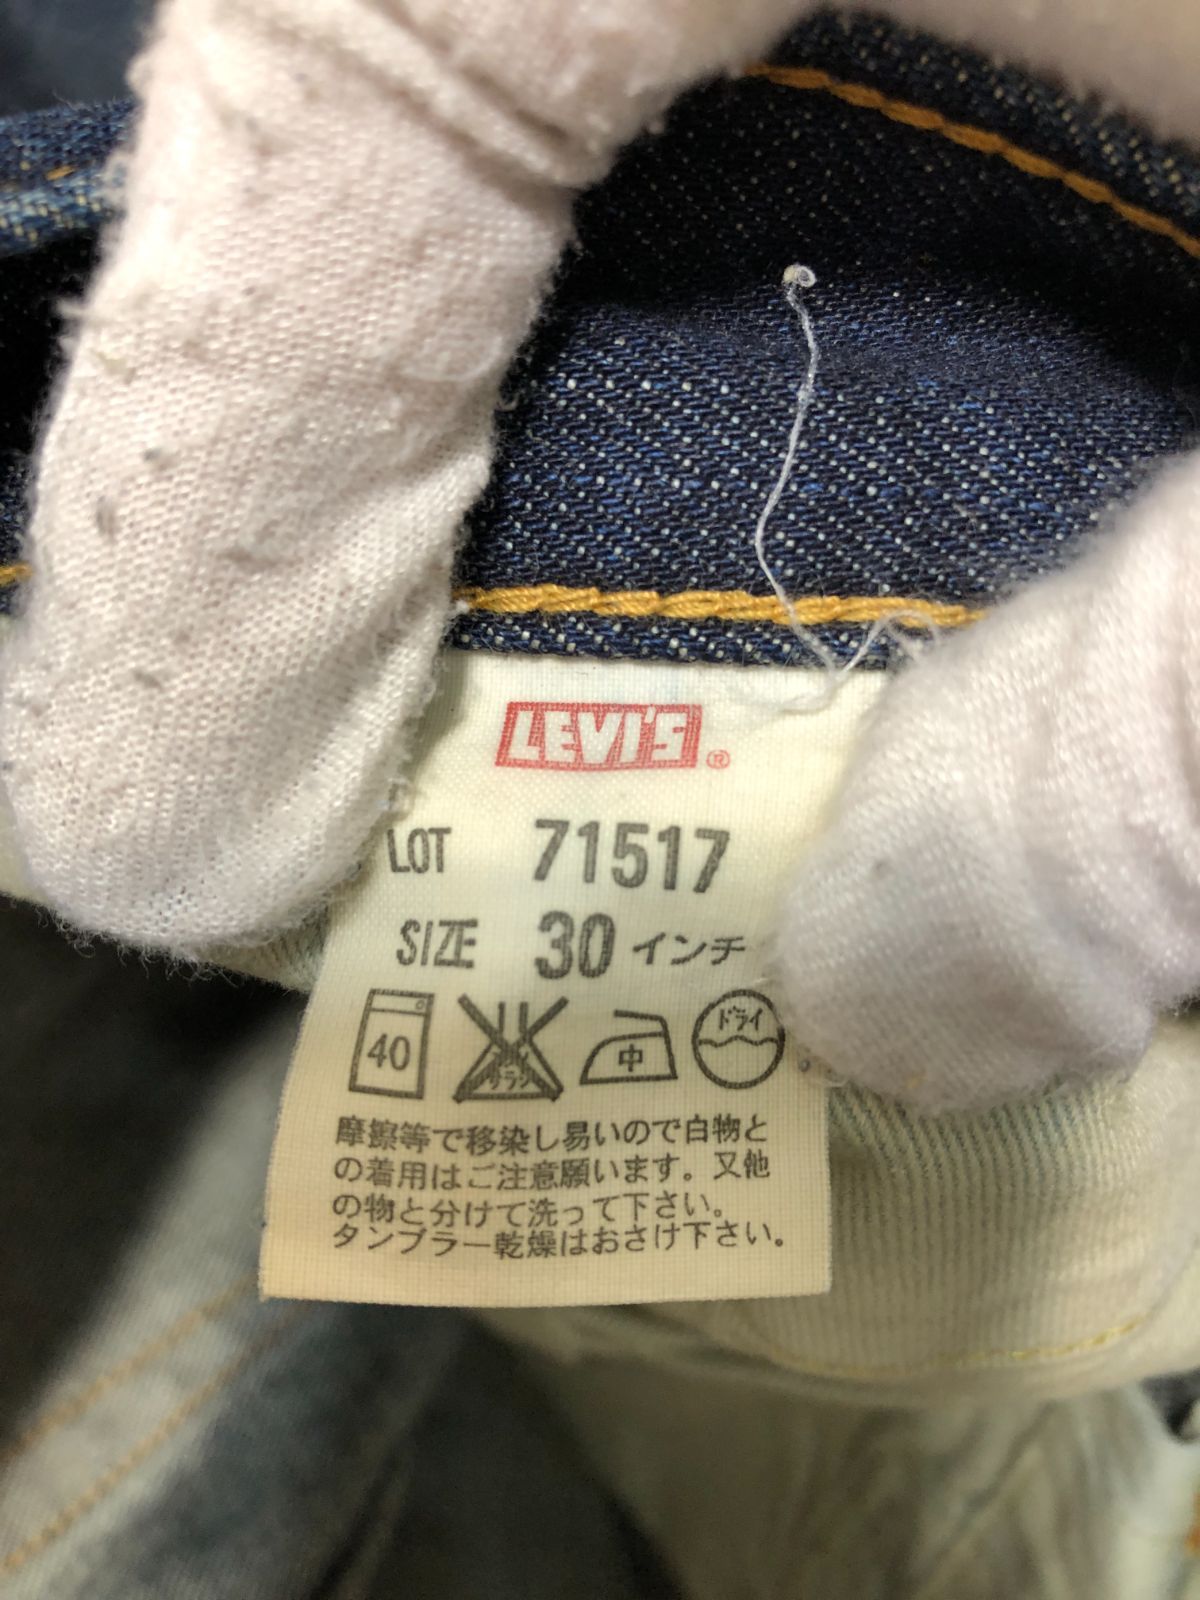 LEVI'S®
LOT 71517
SIZE 30 インチ
40 サラシ 中 ドライ
摩擦等で移染し易いので白物と
の着用はご注意願います。又他
の物と分けて洗って下さい。
タンブラー乾燥はおさけ下さい。